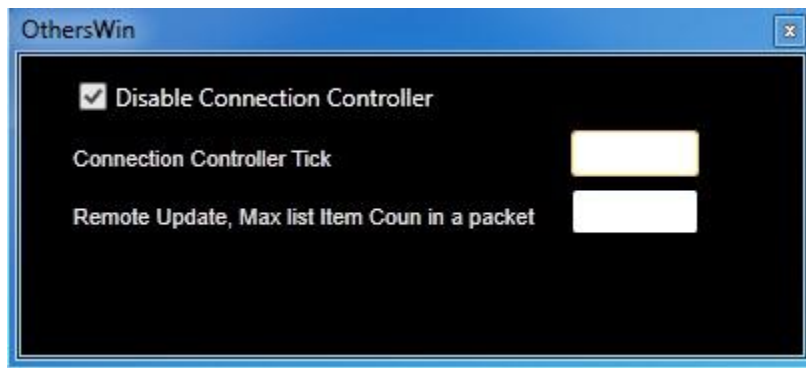 OthersWin
Disable Connection Controller
Connection Controller Tick
Remote Update, Max list Item Coun in a packet